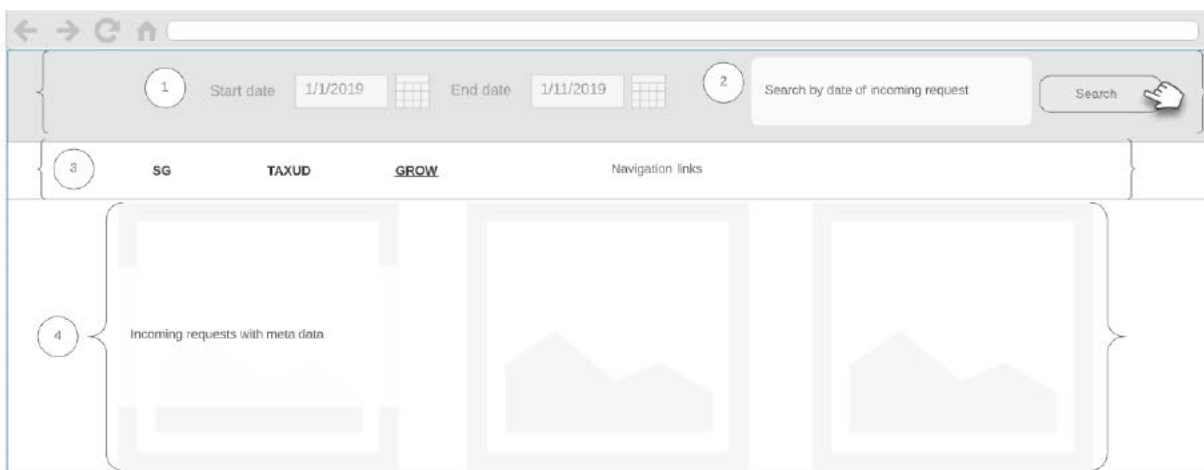 1 Start date 1/1/2019 End date 1/11/2019 2 Search by date of incoming request Search
3 SG TAXUD GROW Navigation links
4 Incoming requests with meta data